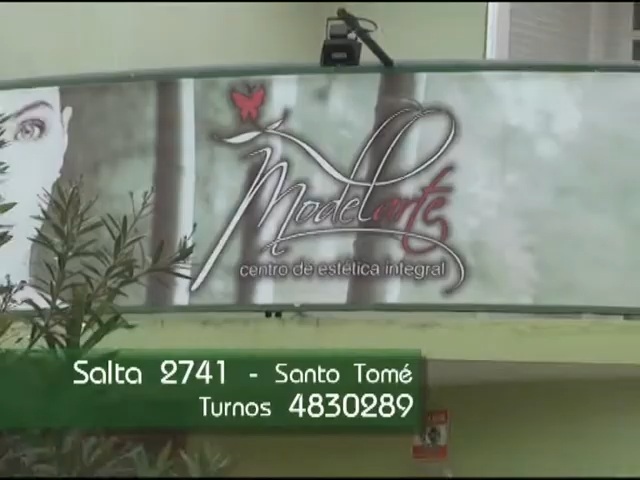 Modelarte
centro de estética integral
Salta 2741 - Santo Tomé
Turnos 4830289